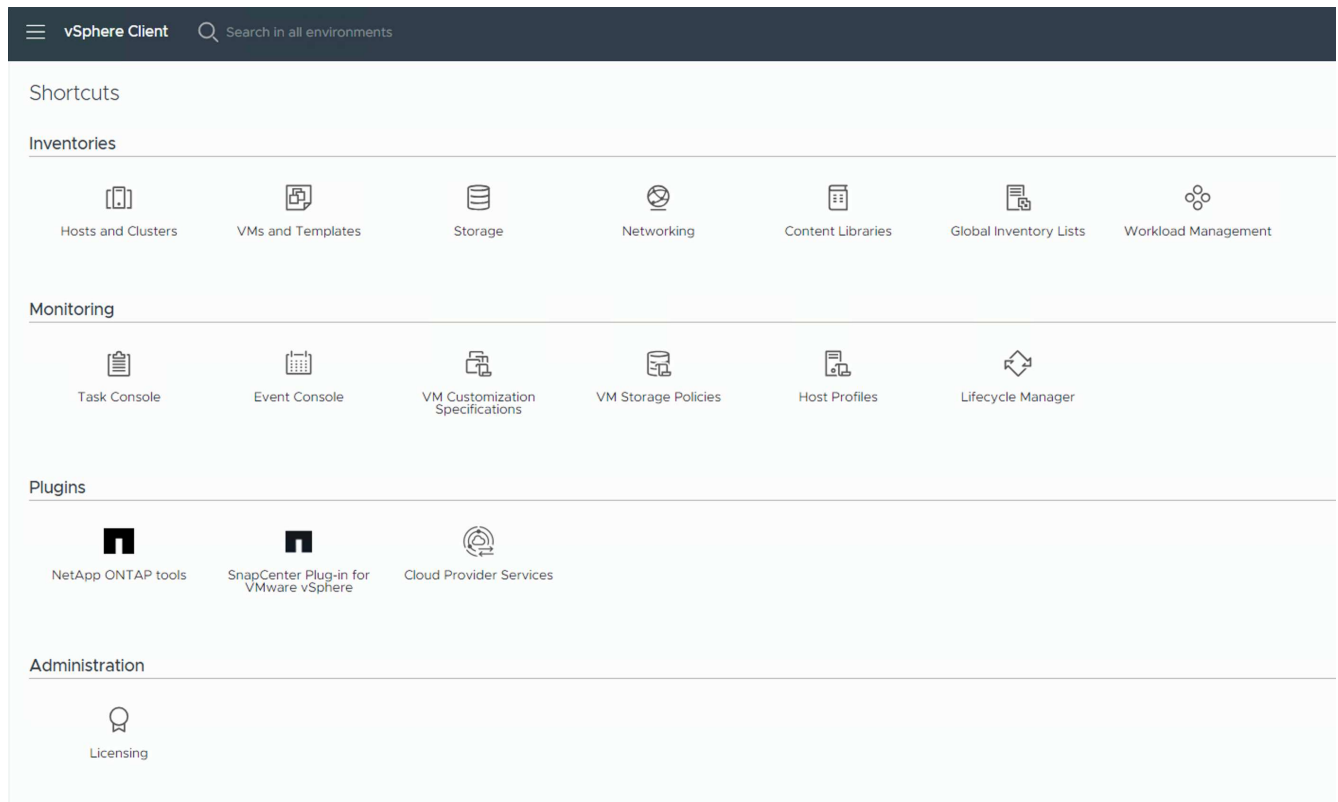 vSphere Client
Search in all environments
Shortcuts
Inventories
Hosts and Clusters
VMs and Templates
Storage
Networking
Content Libraries
Global Inventory Lists
Workload Management
Monitoring
Task Console
Event Console
VM Customization
Specifications
VM Storage Policies
Host Profiles
Lifecycle Manager
Plugins
NetApp ONTAP tools
SnapCenter Plug-in for
VMware vSphere
Cloud Provider Services
Administration
Licensing